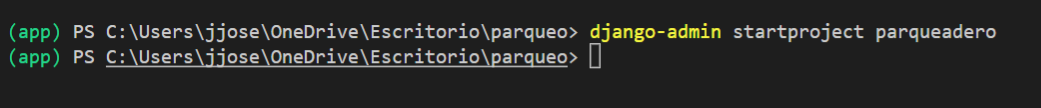 (app) PS C:\Users\jjose\OneDrive\Escritorio\parqueo> django-admin startproject parqueadero
(app) PS C:\Users\jjose\OneDrive\Escritorio\parqueo>